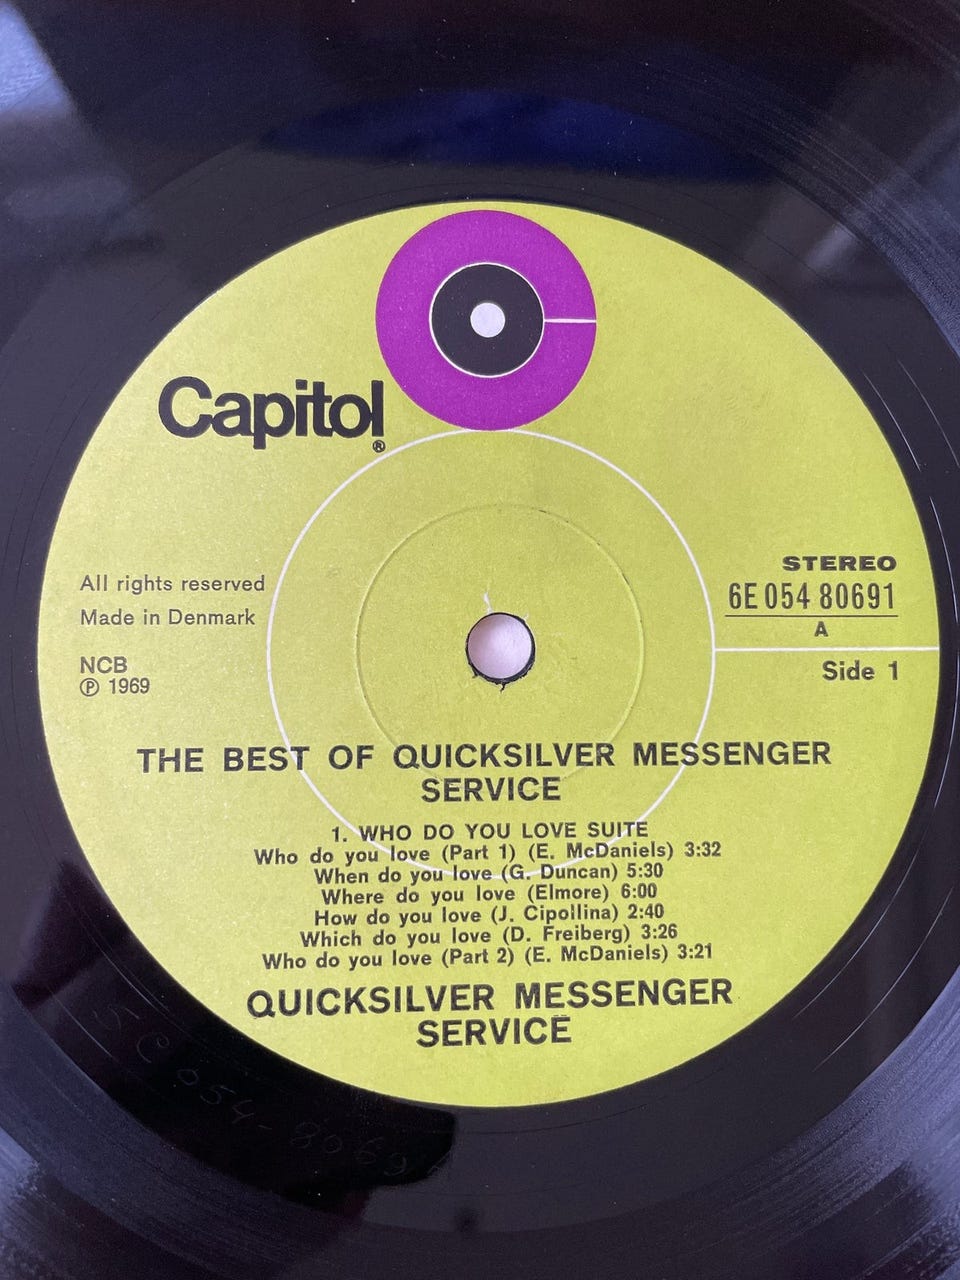 Capitol®
All rights reserved
Made in Denmark
NCB
℗ 1969
STEREO
6E 054 80691
A
Side 1
THE BEST OF QUICKSILVER MESSENGER
SERVICE
1. WHO DO YOU LOVE SUITE
Who do you love (Part 1) (E. McDaniels) 3:32
When do you love (G. Duncan) 5:30
Where do you love (Elmore) 6:00
How do you love (J. Cipollina) 2:40
Which do you love (D. Freiberg) 3:26
Who do you love (Part 2) (E. McDaniels) 3:21
QUICKSILVER MESSENGER
SERVICE